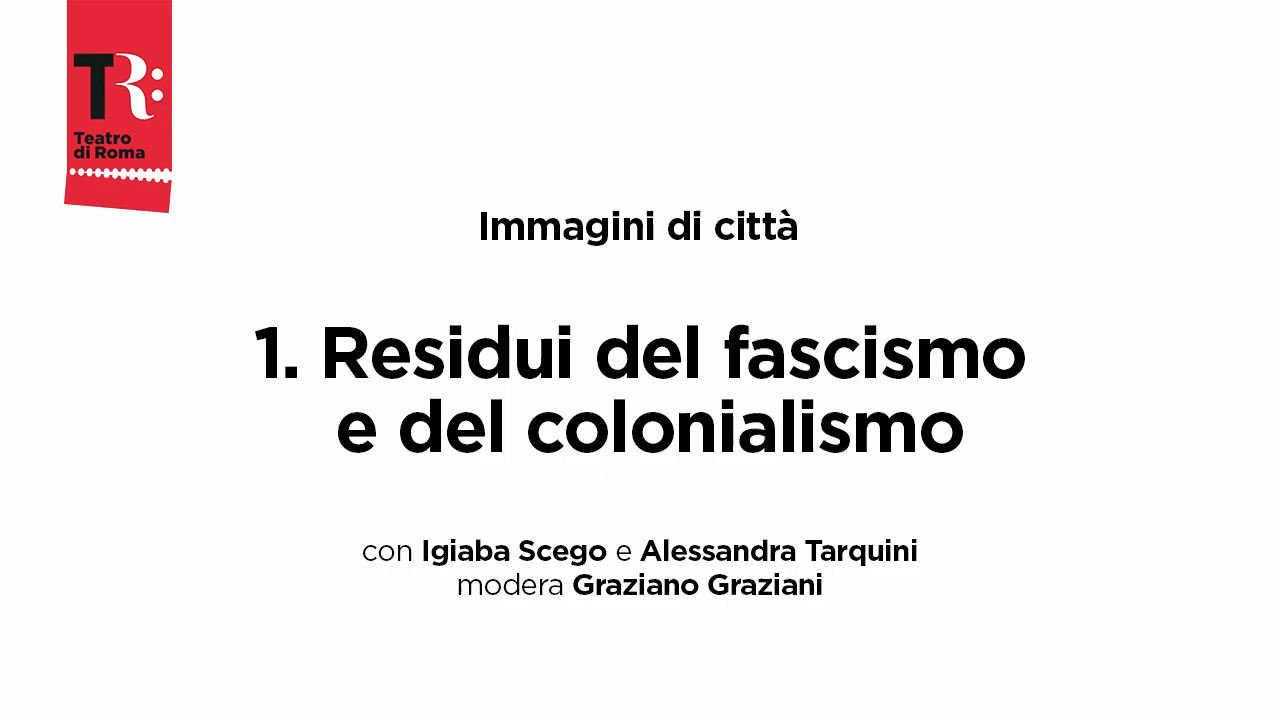 TR:
Teatro
di Roma
Immagini di città
1. Residui del fascismo
e del colonialismo
con Igiaba Scego e Alessandra Tarquini
modera Graziano Graziani